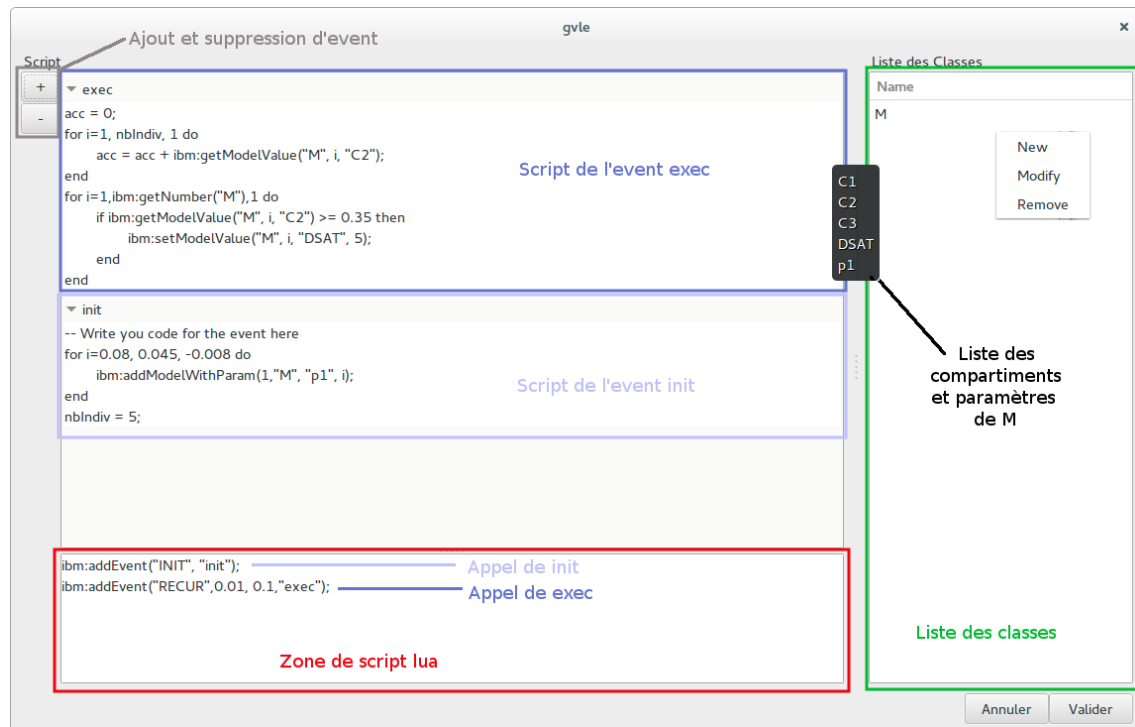 gvle
Ajout et suppression d'event
Script
Liste des Classes
+
-
exec
acc = 0;
for i=1, nbIndiv, 1 do
acc = acc + ibm:getModelValue("M", i, "C2");
end
for i=1,ibm:getNumber("M"),1 do
if ibm:getModelValue("M", i, "C2") >= 0.35 then
ibm:setModelValue("M", i, "DSAT", 5);
end
end
Script de l'event exec
Name
M
New
Modify
Remove
C1
C2
C3
DSAT
p1
init
-- Write you code for the event here
for i=0.08, 0.045, -0.008 do
ibm:addModelWithParam(1,"M", "p1", i);
end
nbIndiv = 5;
Script de l'event init
Liste des
compartiments
et paramètres
de M
ibm:addEvent("INIT", "init");
Appel de init
ibm:addEvent("RECUR",0.01, 0.1,"exec");
Appel de exec
Zone de script lua
Liste des classes
Annuler
Valider